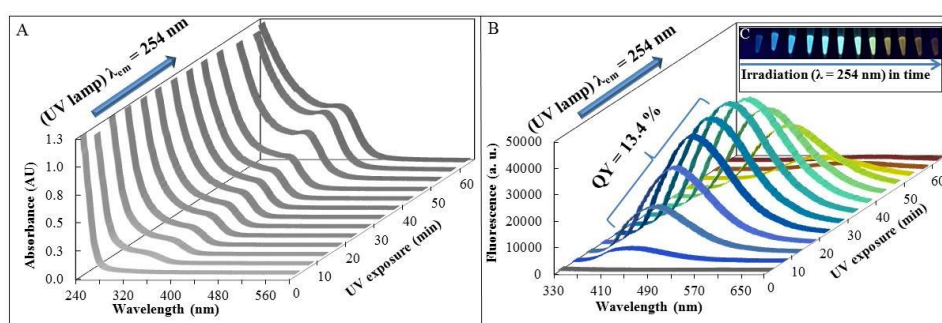 A
(UV lamp) λem = 254 nm
1.3
1.0
0.8
0.5
0.3
0.0
Absorbance (AU)
240 320 400 480 560
Wavelength (nm)
0
10
20
30
40
50
60
UV exposure (min)
B
(UV lamp) λem = 254 nm
QY = 13.4 %
50000
40000
30000
20000
10000
0
Fluorescence (a. u.)
330 410 490 570 650
Wavelength (nm)
0
10
20
30
40
50
60
UV exposure (min)
C
Irradiation (λ = 254 nm) in time